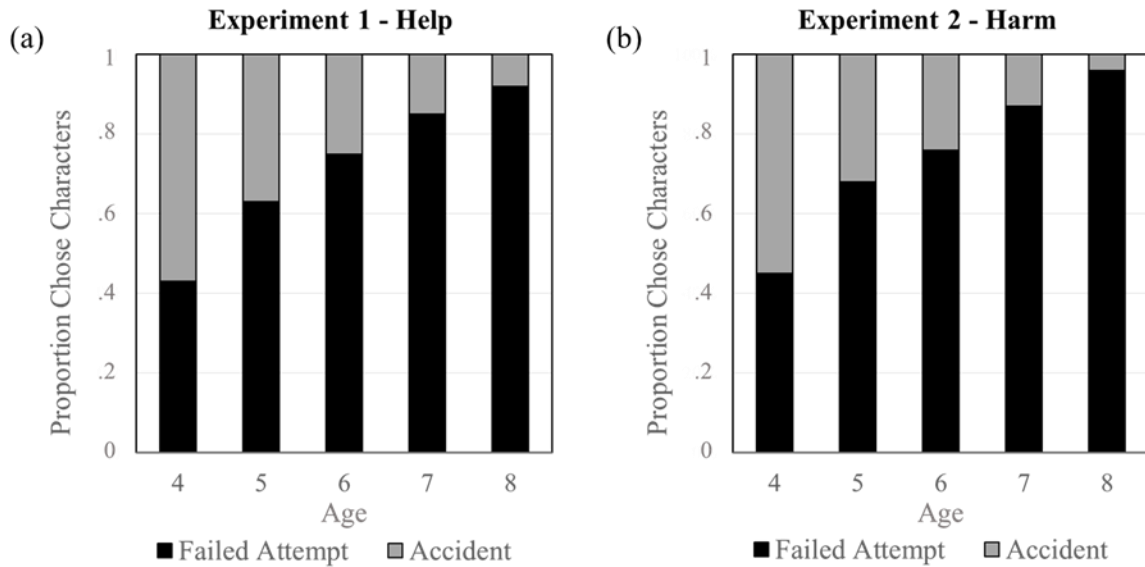 (a)
Experiment 1 - Help
Proportion Chose Characters
1
.8
.6
.4
.2
0
4 5 6 7 8
Age
Failed Attempt Accident
(b)
Experiment 2 - Harm
Proportion Chose Characters
1
.8
.6
.4
.2
0
4 5 6 7 8
Age
Failed Attempt Accident